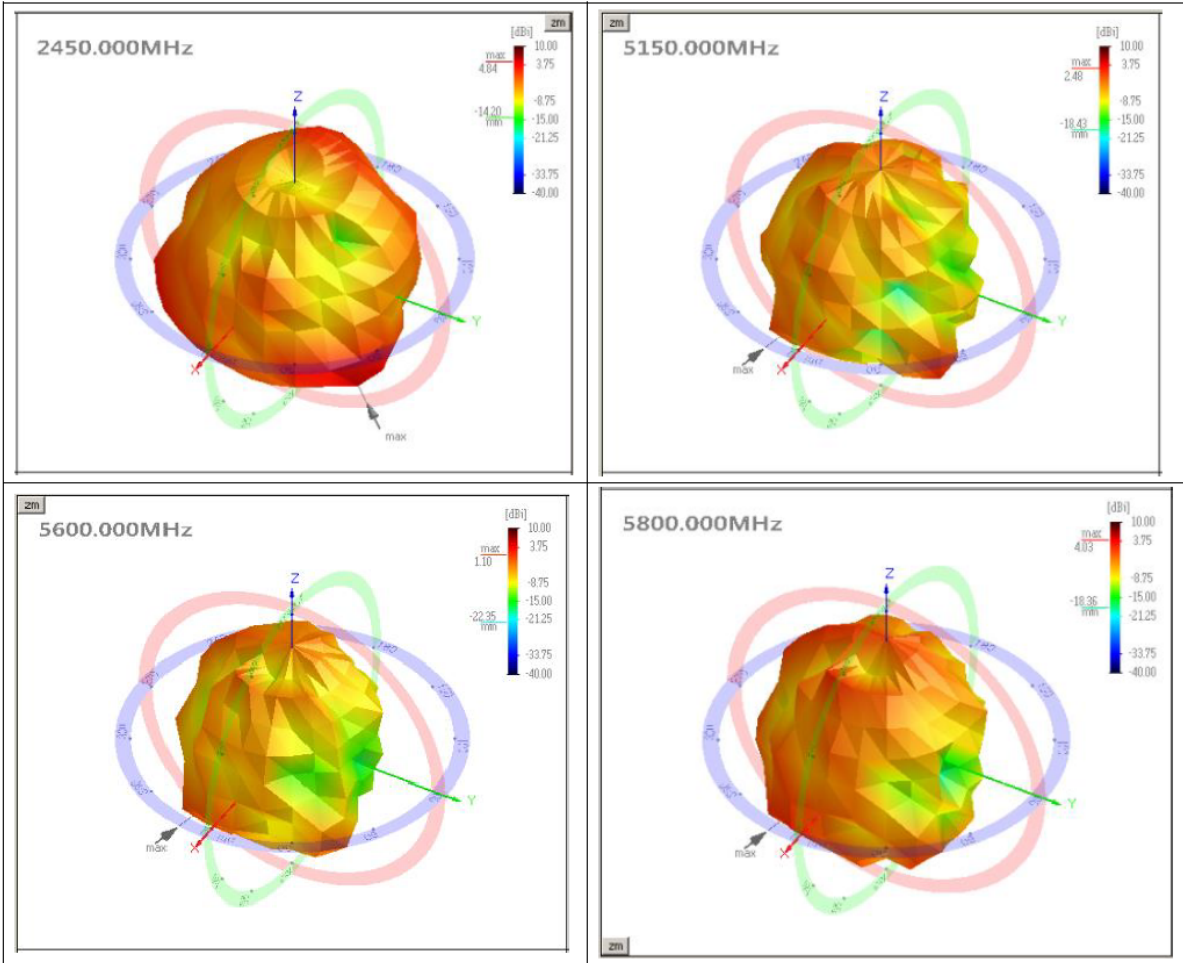 zm
2450.000MHz
[dBi]
max
4.84
10.00
3.75
-8.75
-14.20
min
-15.00
-21.25
-33.75
-40.00
Z
Y
X
max
zm
5150.000MHz
[dBi]
max
2.48
10.00
3.75
-8.75
-15.00
-18.43
min
-21.25
-33.75
-40.00
Z
Y
X
max
zm
5600.000MHz
[dBi]
max
1.10
10.00
3.75
-8.75
-15.00
-22.35
min
-21.25
-33.75
-40.00
Z
Y
X
max
5800.000MHz
[dBi]
max
4.03
10.00
3.75
-8.75
-15.00
-18.36
min
-21.25
-33.75
-40.00
Z
Y
X
max
zm